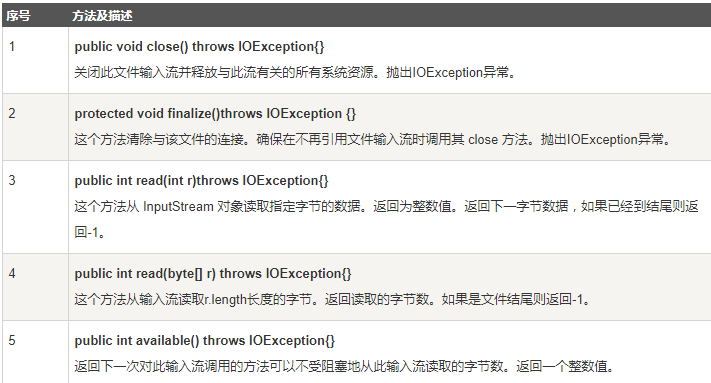 序号 方法及描述
1 public void close() throws IOException{}
关闭此文件输入流并释放与此流有关的所有系统资源。抛出IOException异常。
2 protected void finalize()throws IOException {}
这个方法清除与该文件的连接。确保在不再引用文件输入流时调用其 close 方法。抛出IOException异常。
3 public int read(int r)throws IOException{}
这个方法从 InputStream 对象读取指定字节的数据。返回为整数值。返回下一字节数据，如果已经到结尾则返
回-1。
4 public int read(byte[] r) throws IOException{}
这个方法从输入流读取r.length长度的字节。返回读取的字节数。如果是文件结尾则返回-1。
5 public int available() throws IOException{}
返回下一次对此输入流调用的方法可以不受阻塞地从此输入流读取的字节数。返回一个整数值。